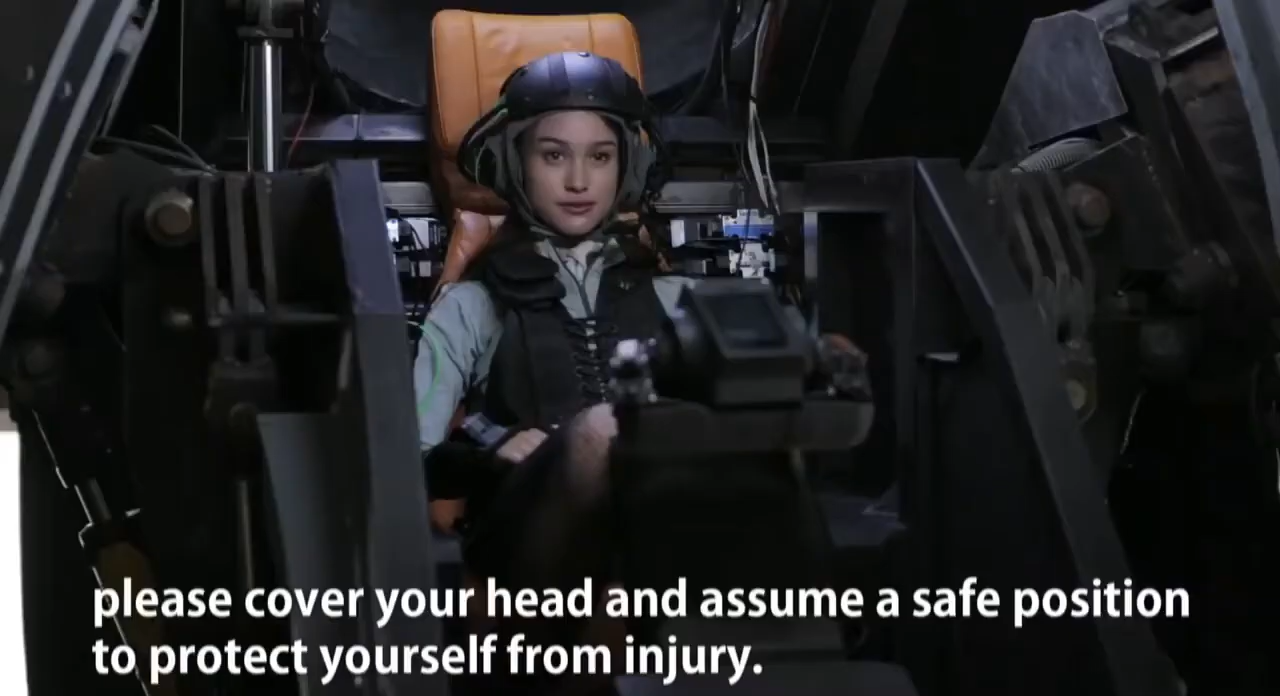 please cover your head and assume a safe position
to protect yourself from injury.